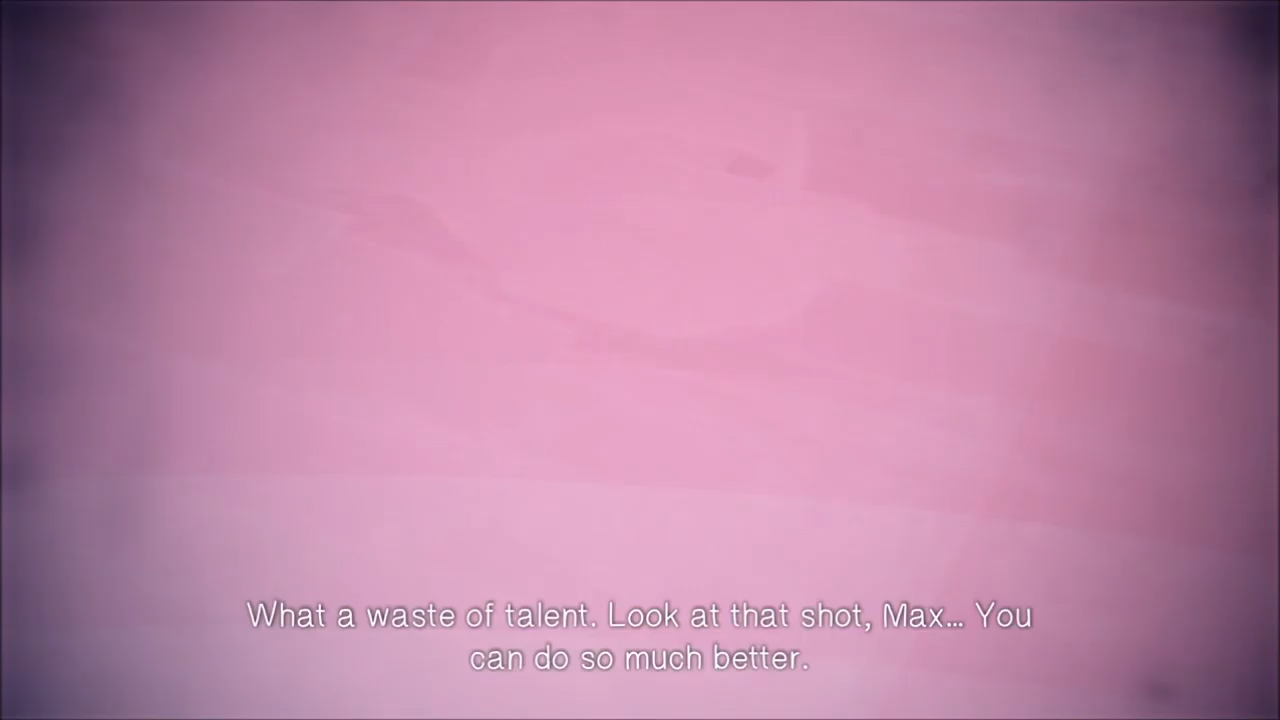 What a waste of talent. Look at that shot, Max... You
can do so much better.